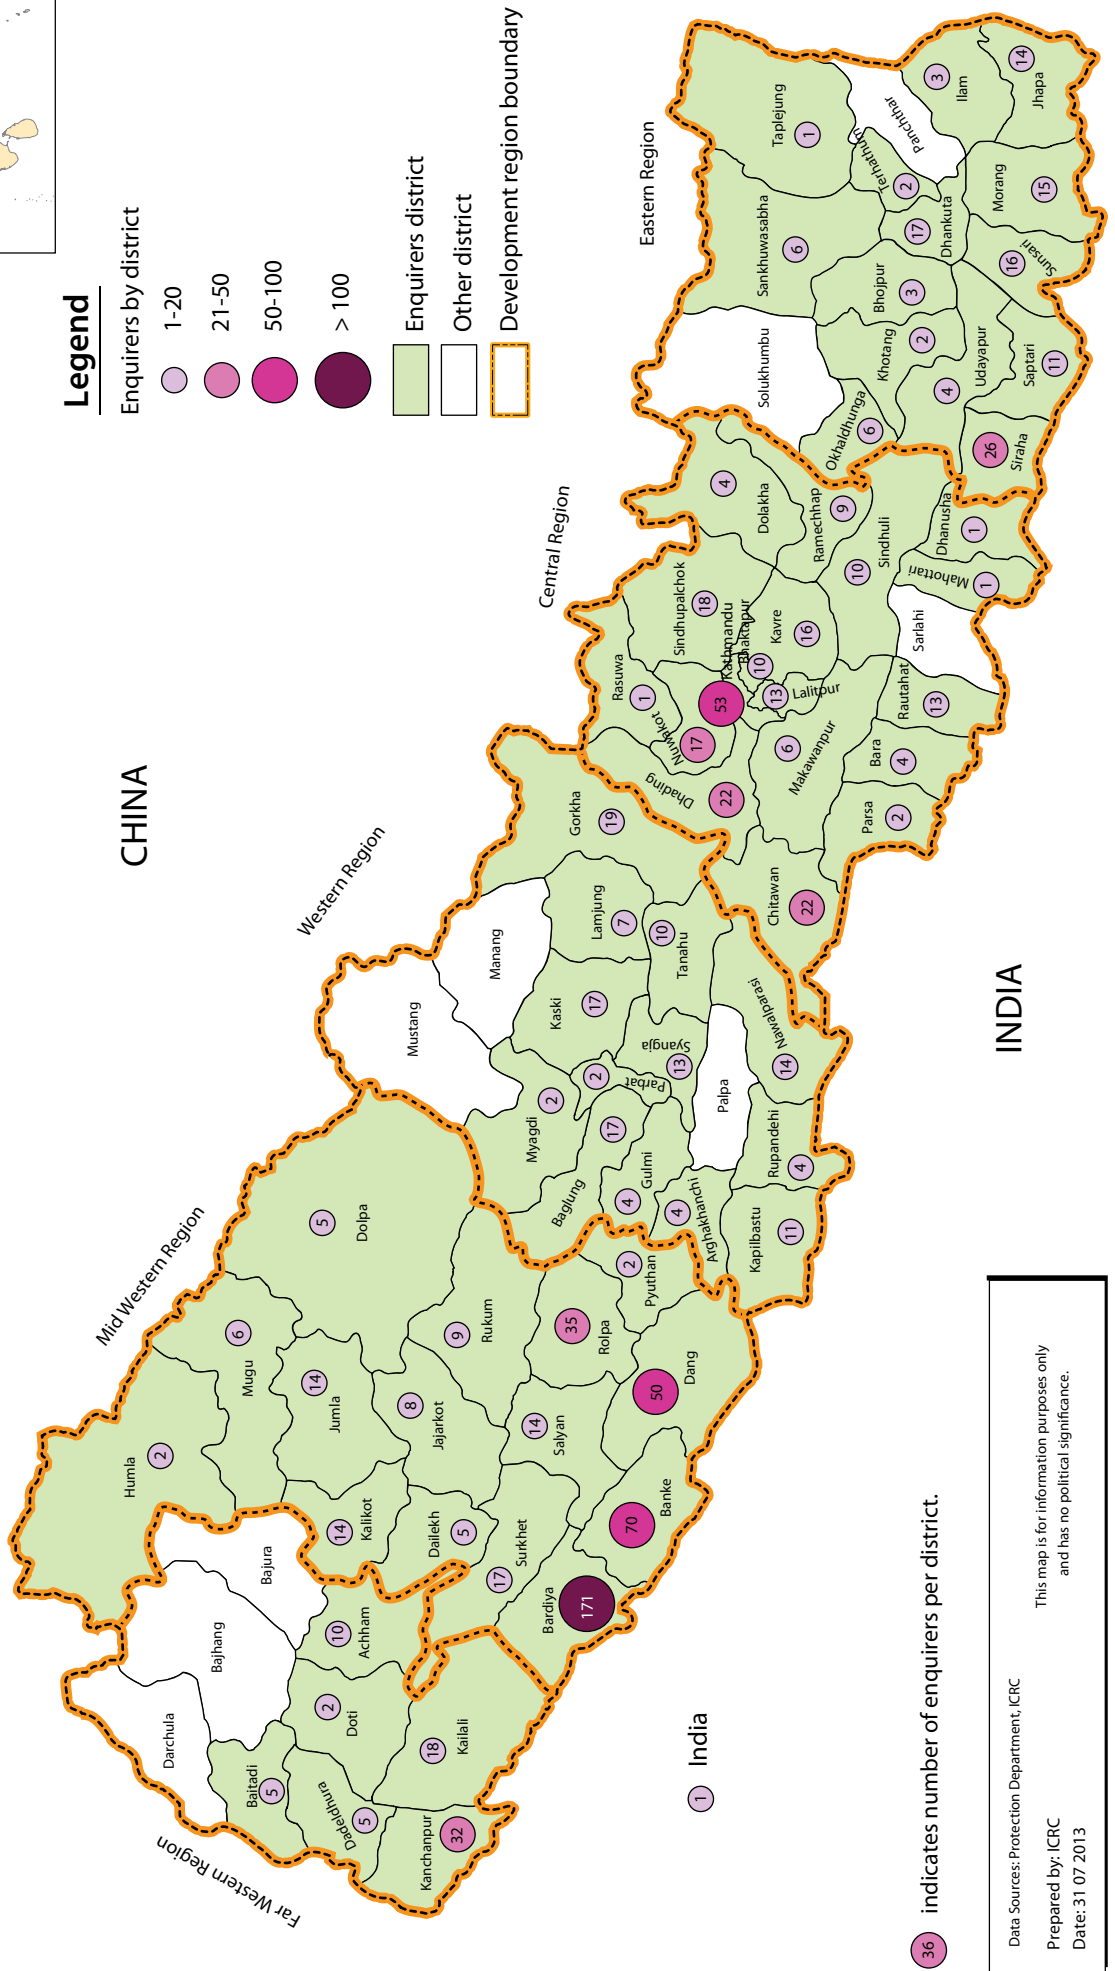 Legend
Enquirers by district
1-20
21-50
50-100
> 100
Enquirers district
Other district
Development region boundary
CHINA
INDIA
Far Western Region
Mid Western Region
Western Region
Central Region
Eastern Region
Darchula
Bajhang
Bajura
Baitadi
5
Dadeldhura
5
Doti
2
Achham
10
Kailali
18
Kanchanpur
32
Humla
2
Mugu
6
Dolpa
5
Jumla
14
Kalikot
14
Jajarkot
8
Dailekh
5
Rukum
9
Surkhet
17
Salyan
14
Rolpa
35
Pyuthan
2
Dang
50
Banke
70
Bardiya
171
Mustang
Manang
Gorkha
19
Lamjung
7
Kaski
17
Tanahu
10
Myagdi
2
Parbat
2
Syangja
13
Baglung
17
Gulmi
4
Arghakhanchi
4
Palpa
Nawalparasi
14
Rupandehi
4
Kapilbastu
11
Rasuwa
1
Nuwakot
17
Dhading
22
Sindhupalchok
18
Kathmandu
53
Bhaktapur
10
Lalitpur
13
Kavre
16
Dolakha
4
Ramechhap
9
Sindhuli
10
Makawanpur
6
Chitawan
22
Parsa
2
Bara
4
Rautahat
13
Sarlahi
Mahottari
1
Dhanusha
1
Solukhumbu
Okhaldhunga
6
Khotang
2
Udayapur
4
Siraha
26
Saptari
11
Sankhuwasabha
6
Bhojpur
3
Dhankuta
17
Terhathum
2
Taplejung
1
Panchthar
Ilam
3
Jhapa
14
Morang
15
Sunsari
16
1
India
36
indicates number of enquirers per district.
Data Sources: Protection Department, ICRC
Prepared by: ICRC
Date: 31 07 2013
This map is for information purposes only
and has no political significance.